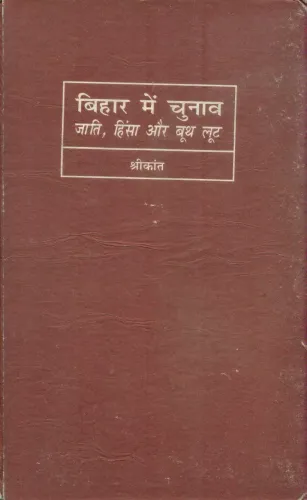 बिहार में चुनाव
जाति, हिंसा और बूथ लूट
श्रीकांत